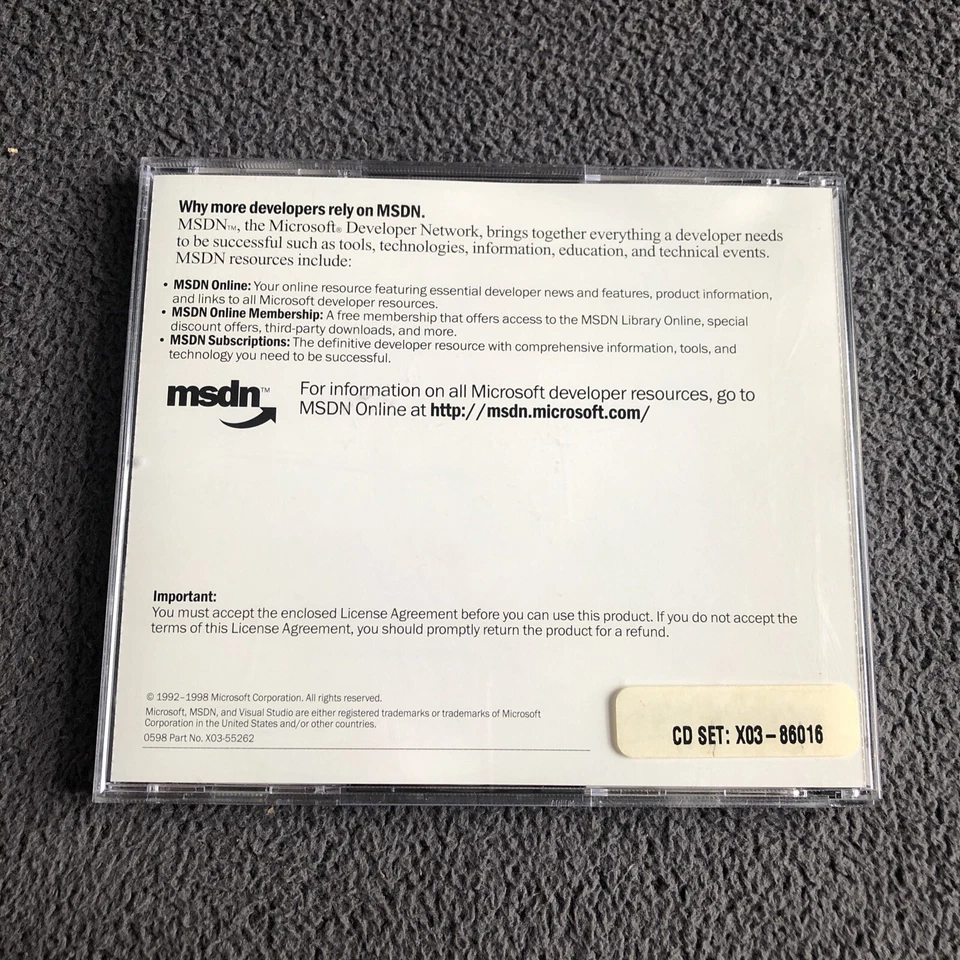 Why more developers rely on MSDN.
MSDN™, the Microsoft® Developer Network, brings together everything a developer needs
to be successful such as tools, technologies, information, education, and technical events.
MSDN resources include:
• MSDN Online: Your online resource featuring essential developer news and features, product information,
and links to all Microsoft developer resources.
• MSDN Online Membership: A free membership that offers access to the MSDN Library Online, special
discount offers, third-party downloads, and more.
• MSDN Subscriptions: The definitive developer resource with comprehensive information, tools, and
technology you need to be successful.
msdn™
For information on all Microsoft developer resources, go to
MSDN Online at http://msdn.microsoft.com/
Important:
You must accept the enclosed License Agreement before you can use this product. If you do not accept the
terms of this License Agreement, you should promptly return the product for a refund.
© 1992–1998 Microsoft Corporation. All rights reserved.
Microsoft, MSDN, and Visual Studio are either registered trademarks or trademarks of Microsoft
Corporation in the United States and/or other countries.
0598 Part No. X03-55262
CD SET: X03-86016